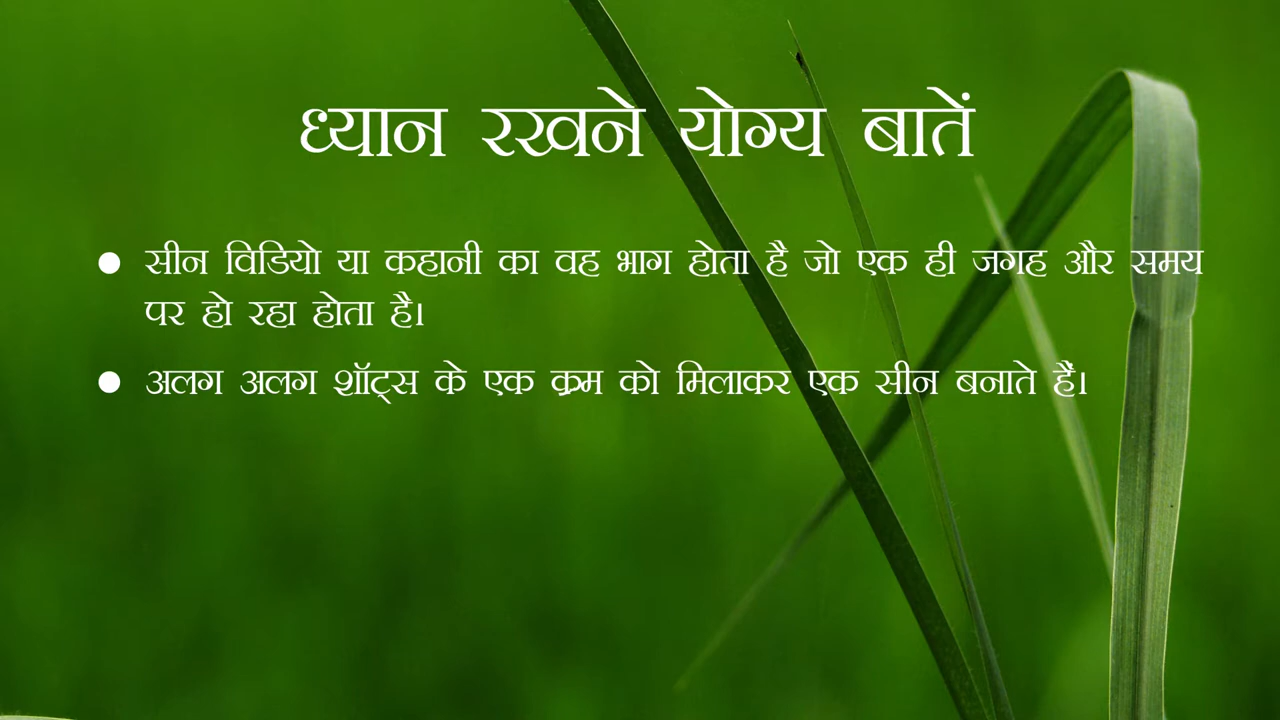 ध्यान रखने योग्य बातें
● सीन विडियो या कहानी का वह भाग होता है जो एक ही जगह और समय
पर हो रहा होता है।
● अलग अलग शॉट्स के एक क्रम को मिलाकर एक सीन बनाते हैं।